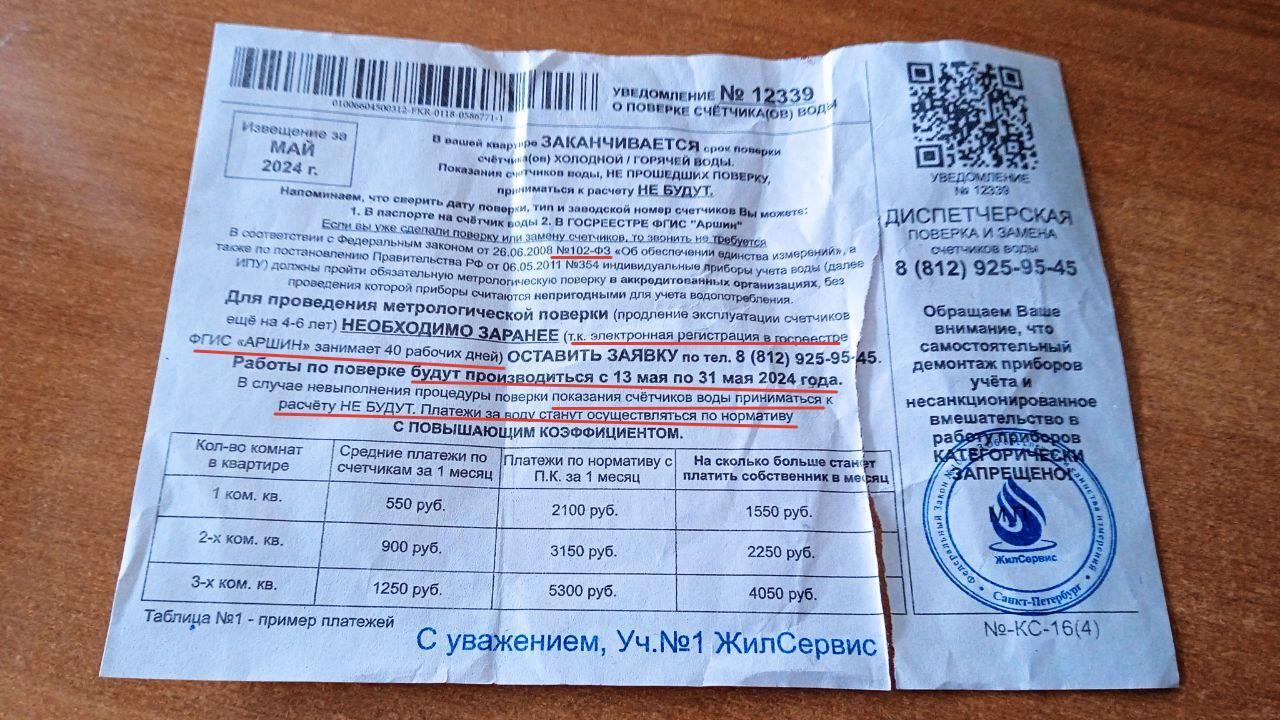 01006604500312-FKR-0118-0586771-1
УВЕДОМЛЕНИЕ № 12339
О ПОВЕРКЕ СЧЁТЧИКА(ОВ) ВОДЫ
Извещение за
МАЙ
2024 г.
В вашей квартире ЗАКАНЧИВАЕТСЯ срок поверки
счётчика(ов) ХОЛОДНОЙ / ГОРЯЧЕЙ ВОДЫ.
Показания счетчиков воды, НЕ ПРОШЕДШИХ ПОВЕРКУ,
приниматься к расчету НЕ БУДУТ.
Напоминаем, что сверить дату поверки, тип и заводской номер счетчиков Вы можете:
1. В паспорте на счётчик воды 2. В ГОСРЕЕСТРЕ ФГИС "Аршин"
Если вы уже сделали поверку или замену счетчиков, то звонить не требуется
В соответствии с Федеральным законом от 26.06.2008 №102-ФЗ «Об обеспечении единства измерений», а
также по постановлению Правительства РФ от 06.05.2011 №354 индивидуальные приборы учета воды (далее
ИПУ) должны пройти обязательную метрологическую поверку в аккредитованных организациях, без
проведения которой приборы считаются непригодными для учета водопотребления.
Для проведения метрологической поверки (продление эксплуатации счетчиков
ещё на 4-6 лет) НЕОБХОДИМО ЗАРАНЕЕ (т.к. электронная регистрация в госреестре
ФГИС «АРШИН» занимает 40 рабочих дней) ОСТАВИТЬ ЗАЯВКУ по тел. 8 (812) 925-95-45.
Работы по поверке будут производиться с 13 мая по 31 мая 2024 года.
В случае невыполнения процедуры поверки показания счётчиков воды приниматься к
расчёту НЕ БУДУТ. Платежи за воду станут осуществляться по нормативу
С ПОВЫШАЮЩИМ КОЭФФИЦИЕНТОМ.
Кол-во комнат в квартире Средние платежи по счетчикам за 1 месяц Платежи по нормативу с П.К. за 1 месяц На сколько больше станет платить собственник в месяц
1 ком. кв. 550 руб. 2100 руб. 1550 руб.
2-х ком. кв. 900 руб. 3150 руб. 2250 руб.
3-х ком. кв. 1250 руб. 5300 руб. 4050 руб.
Таблица №1 - пример платежей
С уважением, Уч.№1 ЖилСервис
УВЕДОМЛЕНИЕ
№ 12339
ДИСПЕТЧЕРСКАЯ
ПОВЕРКА И ЗАМЕНА
счетчиков воды
8 (812) 925-95-45
Обращаем Ваше
внимание, что
самостоятельный
демонтаж приборов
учёта и
несанкционированное
вмешательство в
работу приборов
КАТЕГОРИЧЕСКИ
ЗАПРЕЩЕНО!
ЖилСервис
Санкт-Петербург
№-КС-16(4)